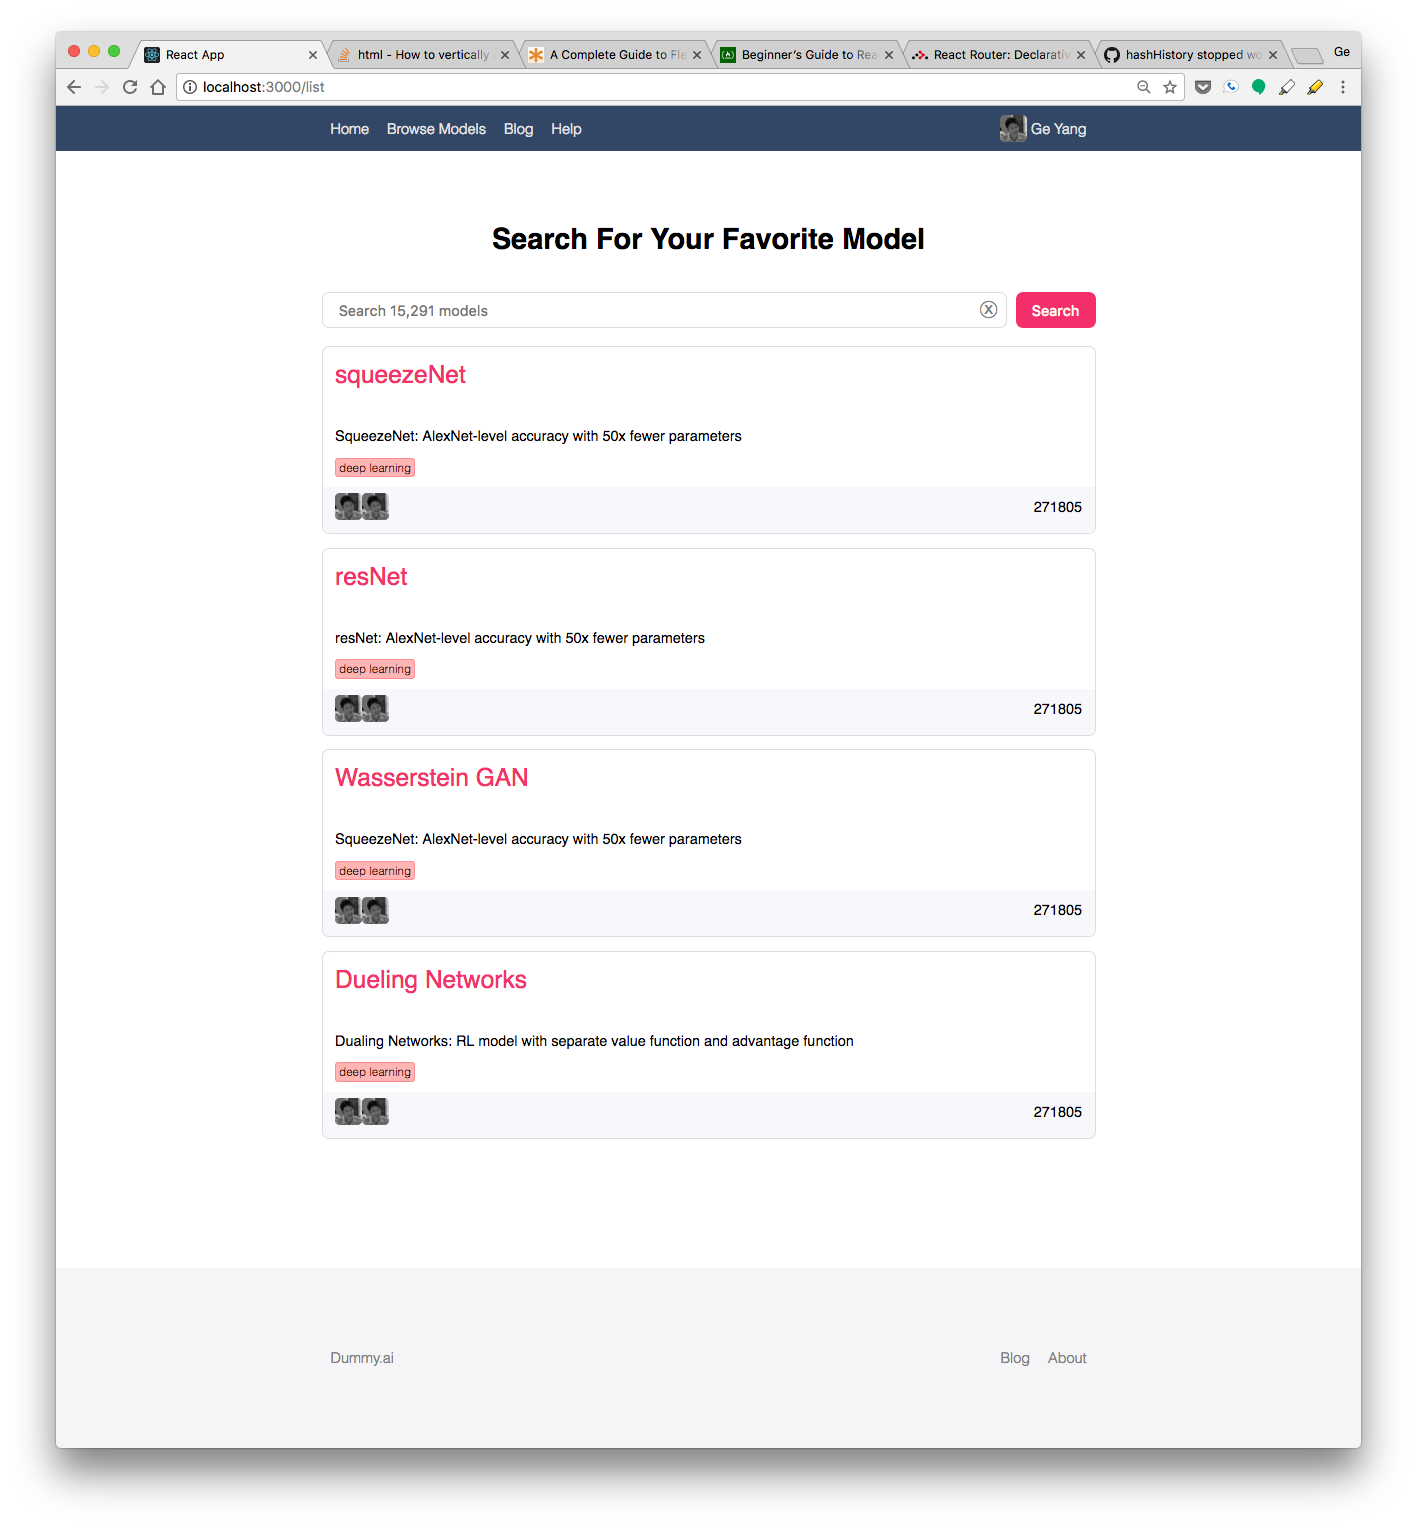 React App
html - How to vertically
A Complete Guide to Fle
Beginner's Guide to Rea
React Router: Declarativ
hashHistory stopped wo
Ge
localhost:3000/list
Home Browse Models Blog Help Ge Yang
Search For Your Favorite Model
Search 15,291 models
Search
squeezeNet
SqueezeNet: AlexNet-level accuracy with 50x fewer parameters
deep learning
271805
resNet
resNet: AlexNet-level accuracy with 50x fewer parameters
deep learning
271805
Wasserstein GAN
SqueezeNet: AlexNet-level accuracy with 50x fewer parameters
deep learning
271805
Dueling Networks
Dualing Networks: RL model with separate value function and advantage function
deep learning
271805
Dummy.ai Blog About